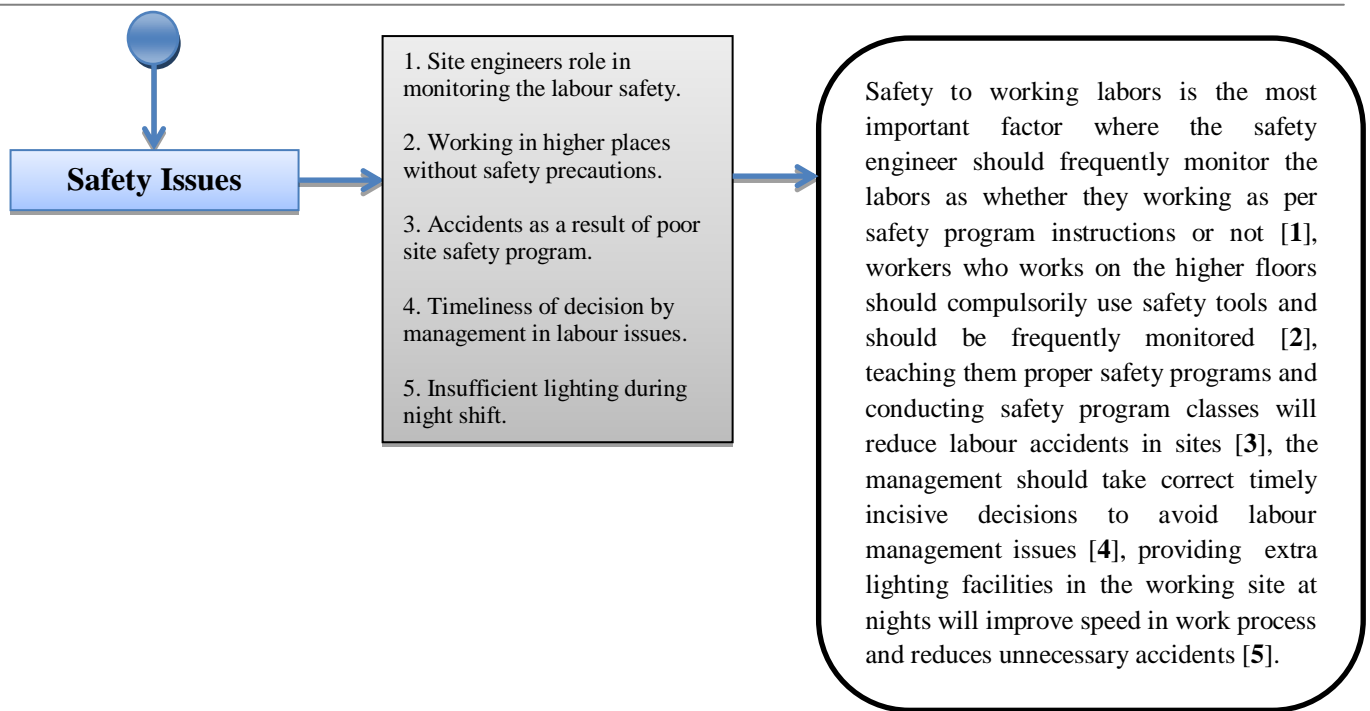 Safety Issues
1. Site engineers role in
monitoring the labour safety.
2. Working in higher places
without safety precautions.
3. Accidents as a result of poor
site safety program.
4. Timeliness of decision by
management in labour issues.
5. Insufficient lighting during
night shift.
Safety to working labors is the most
important factor where the safety
engineer should frequently monitor the
labors as whether they working as per
safety program instructions or not [1],
workers who works on the higher floors
should compulsorily use safety tools and
should be frequently monitored [2],
teaching them proper safety programs and
conducting safety program classes will
reduce labour accidents in sites [3], the
management should take correct timely
incisive decisions to avoid labour
management issues [4], providing extra
lighting facilities in the working site at
nights will improve speed in work process
and reduces unnecessary accidents [5].